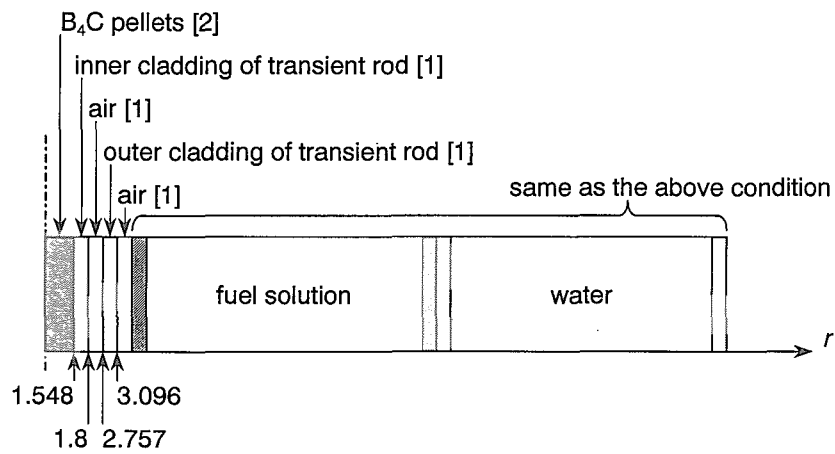 B₄C pellets [2]
inner cladding of transient rod [1]
air [1]
outer cladding of transient rod [1]
air [1]
same as the above condition
fuel solution
water
r
1.548
3.096
1.8
2.757